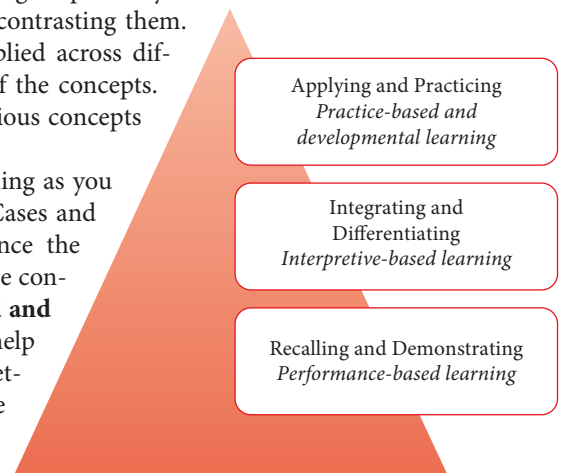 contrasting them.
plied across dif-
f the concepts.
ious concepts
ing as you
Cases and
nce the
e con-
and
help
et-
e
Applying and Practicing
Practice-based and
developmental learning
Integrating and
Differentiating
Interpretive-based learning
Recalling and Demonstrating
Performance-based learning